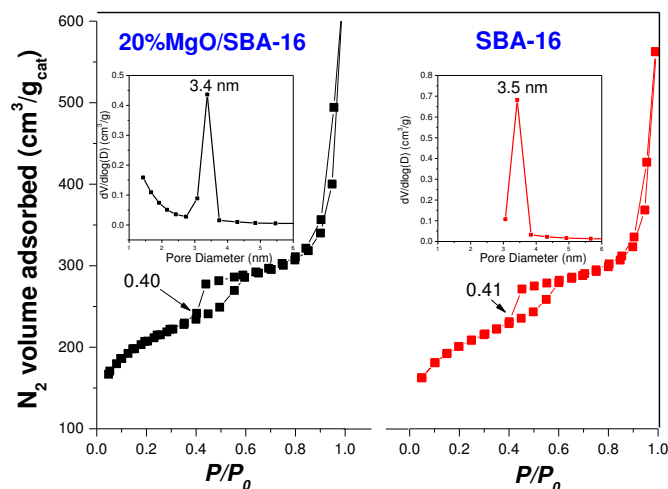 20%MgO/SBA-16
SBA-16
N2 volume adsorbed (cm³/gcat)
600
500
400
300
200
100
0.0 0.2 0.4 0.6 0.8 1.0
P/P0
0.40
3.4 nm
dV/dlog(D) (cm³/g)
0.5
0.4
0.3
0.2
0.1
0.0
1 2 3 4 5 6
Pore Diameter (nm)
0.0 0.2 0.4 0.6 0.8 1.0
P/P0
0.41
3.5 nm
dV/dlog(D) (cm³/g)
0.8
0.7
0.6
0.5
0.4
0.3
0.2
0.1
0.0
1 2 3 4 5 6
Pore Diameter (nm)